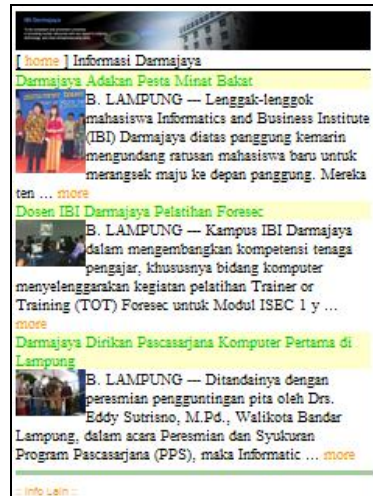 IBI Darmajaya
[ home ] Informasi Darmajaya
Darmajaya Adakan Pesta Minat Bakat
B. LAMPUNG --- Lenggak-lenggok
mahasiswa Informatics and Business Institute
(IBI) Darmajaya diatas panggung kemarin
mengundang ratusan mahasiswa baru untuk
merangsek maju ke depan panggung. Mereka
ten ... more
Dosen IBI Darmajaya Pelatihan Foresec
B. LAMPUNG --- Kampus IBI Darmajaya
dalam mengembangkan kompetensi tenaga
pengajar, khususnya bidang komputer
menyelenggarakan kegiatan pelatihan Trainer or
Training (TOT) Foresec untuk Modul ISEC 1 y ...
more
Darmajaya Dirikan Pascasarjana Komputer Pertama di
Lampung
B. LAMPUNG --- Ditandainya dengan
peresmian pengguntingan pita oleh Drs.
Eddy Sutrisno, M.Pd., Walikota Bandar
Lampung, dalam acara Peresmian dan Syukuran
Program Pascasarjana (PPS), maka Informatic ... more
:: Info Lain ::